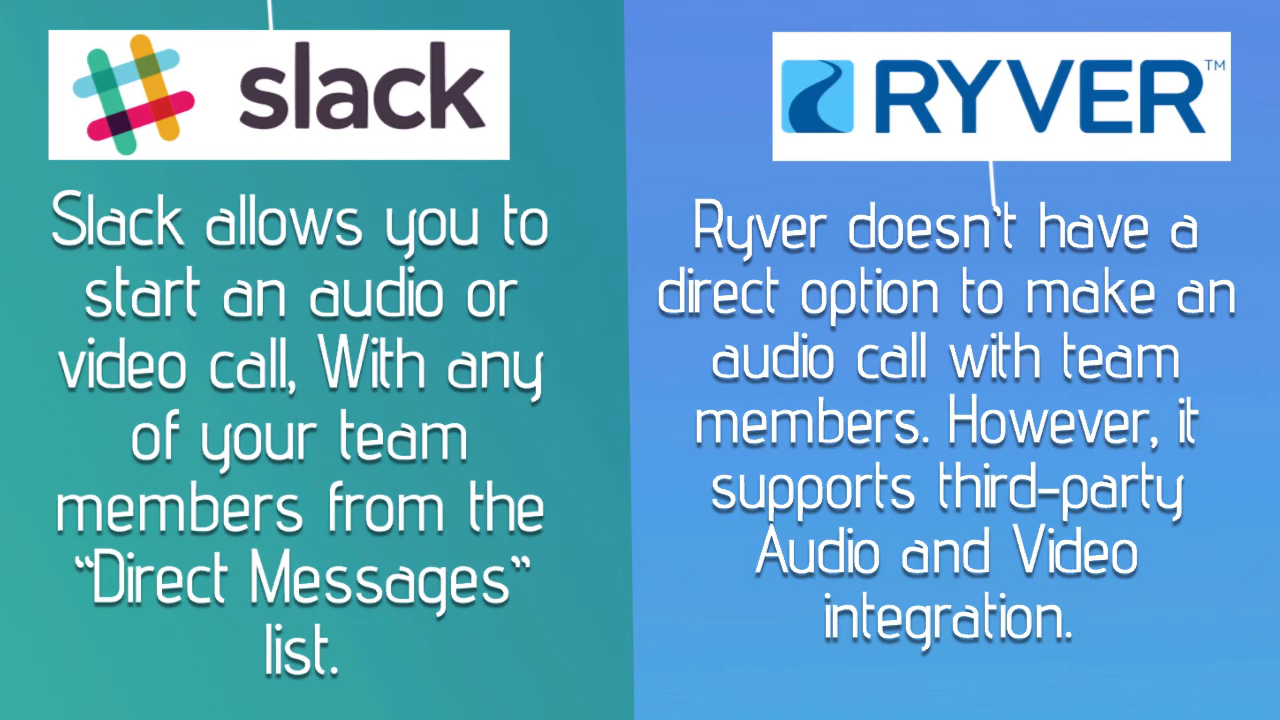 slack
Slack allows you to
start an audio or
video call, With any
of your team
members from the
“Direct Messages”
list.
RYVER™
Ryver doesn't have a
direct option to make an
audio call with team
members. However, it
supports third-party
Audio and Video
integration.